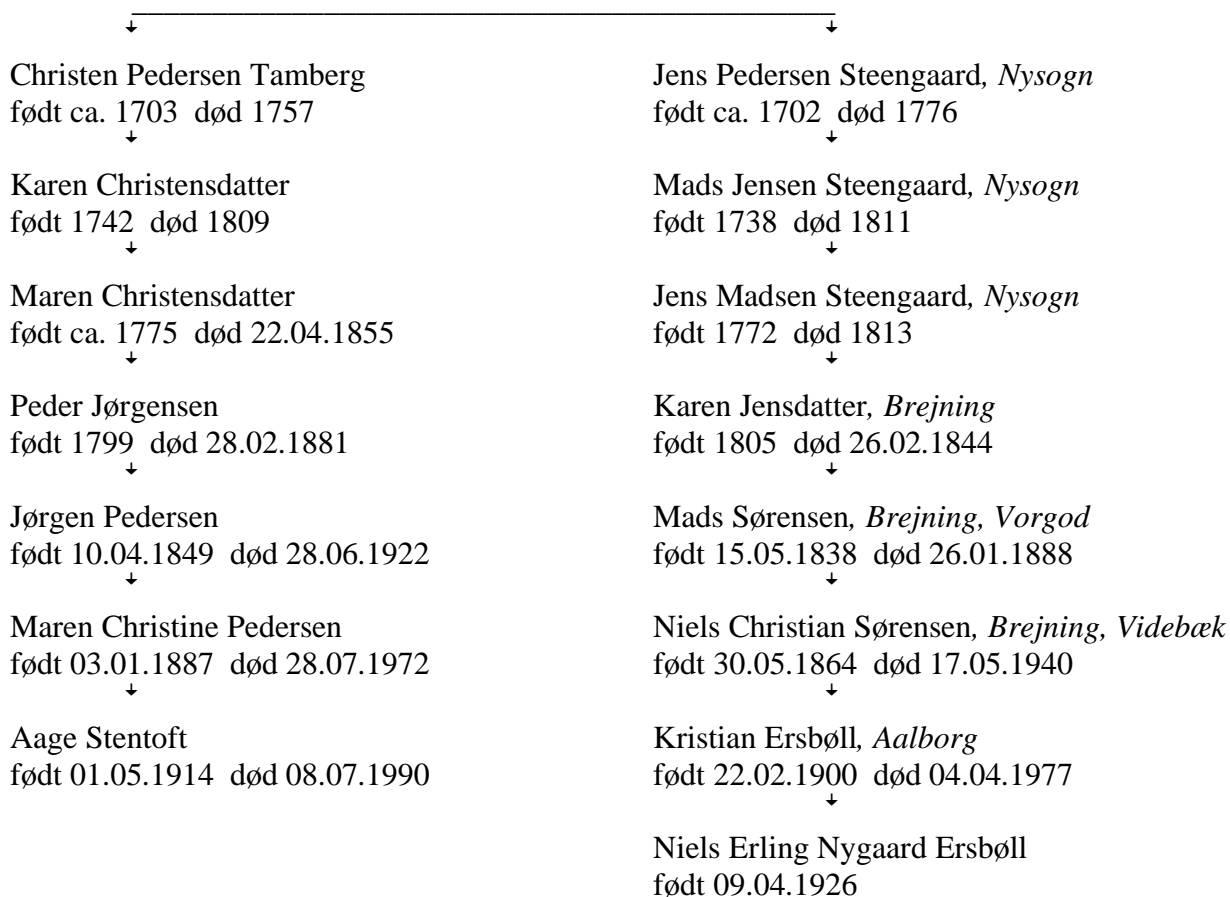 Christen Pedersen Tamberg
født ca. 1703 død 1757
Karen Christensdatter
født 1742 død 1809
Maren Christensdatter
født ca. 1775 død 22.04.1855
Peder Jørgensen
født 1799 død 28.02.1881
Jørgen Pedersen
født 10.04.1849 død 28.06.1922
Maren Christine Pedersen
født 03.01.1887 død 28.07.1972
Aage Stentoft
født 01.05.1914 død 08.07.1990
Jens Pedersen Steengaard, Nysogn
født ca. 1702 død 1776
Mads Jensen Steengaard, Nysogn
født 1738 død 1811
Jens Madsen Steengaard, Nysogn
født 1772 død 1813
Karen Jensdatter, Brejning
født 1805 død 26.02.1844
Mads Sørensen, Brejning, Vorgod
født 15.05.1838 død 26.01.1888
Niels Christian Sørensen, Brejning, Videbæk
født 30.05.1864 død 17.05.1940
Kristian Ersbøll, Aalborg
født 22.02.1900 død 04.04.1977
Niels Erling Nygaard Ersbøll
født 09.04.1926